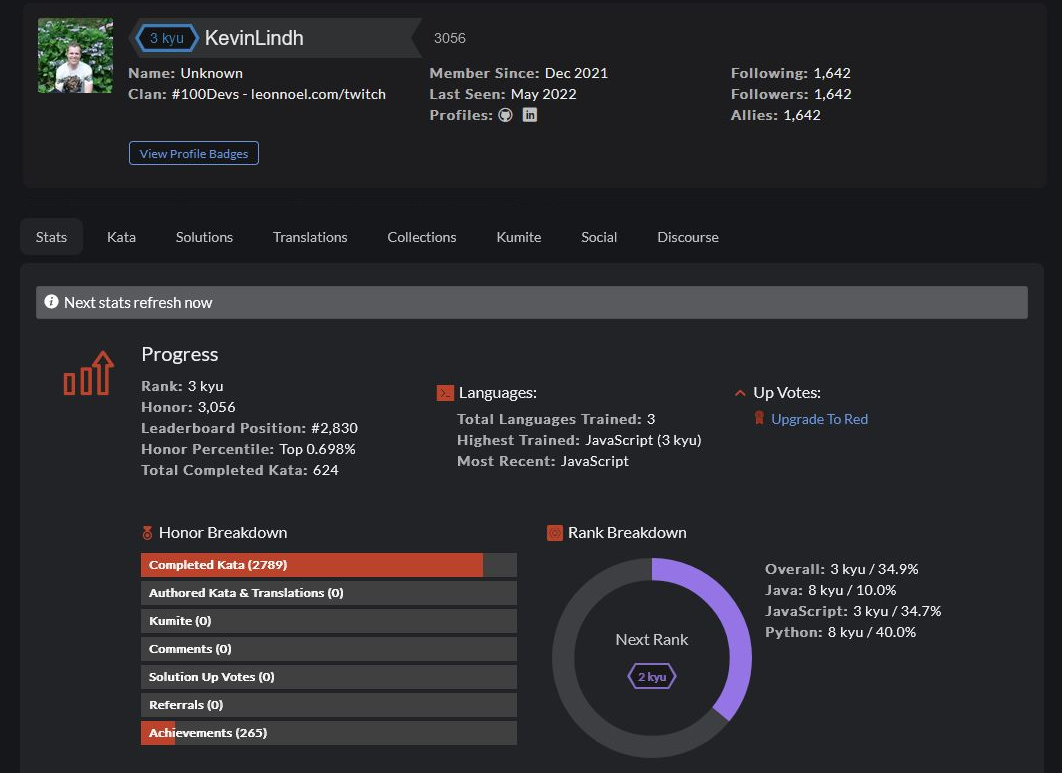 3 kyu KevinLindh 3056
Name: Unknown
Clan: #100Devs - leonnoel.com/twitch
Member Since: Dec 2021
Last Seen: May 2022
Profiles: in
Following: 1,642
Followers: 1,642
Allies: 1,642
View Profile Badges
Stats Kata Solutions Translations Collections Kumite Social Discourse
Next stats refresh now
Progress
Rank: 3 kyu
Honor: 3,056
Leaderboard Position: #2,830
Honor Percentile: Top 0.698%
Total Completed Kata: 624
Languages:
Total Languages Trained: 3
Highest Trained: JavaScript (3 kyu)
Most Recent: JavaScript
Up Votes:
Upgrade To Red
Honor Breakdown
Completed Kata (2789)
Authored Kata & Translations (0)
Kumite (0)
Comments (0)
Solution Up Votes (0)
Referrals (0)
Achievements (265)
Rank Breakdown
Next Rank
2 kyu
Overall: 3 kyu / 34.9%
Java: 8 kyu / 10.0%
JavaScript: 3 kyu / 34.7%
Python: 8 kyu / 40.0%